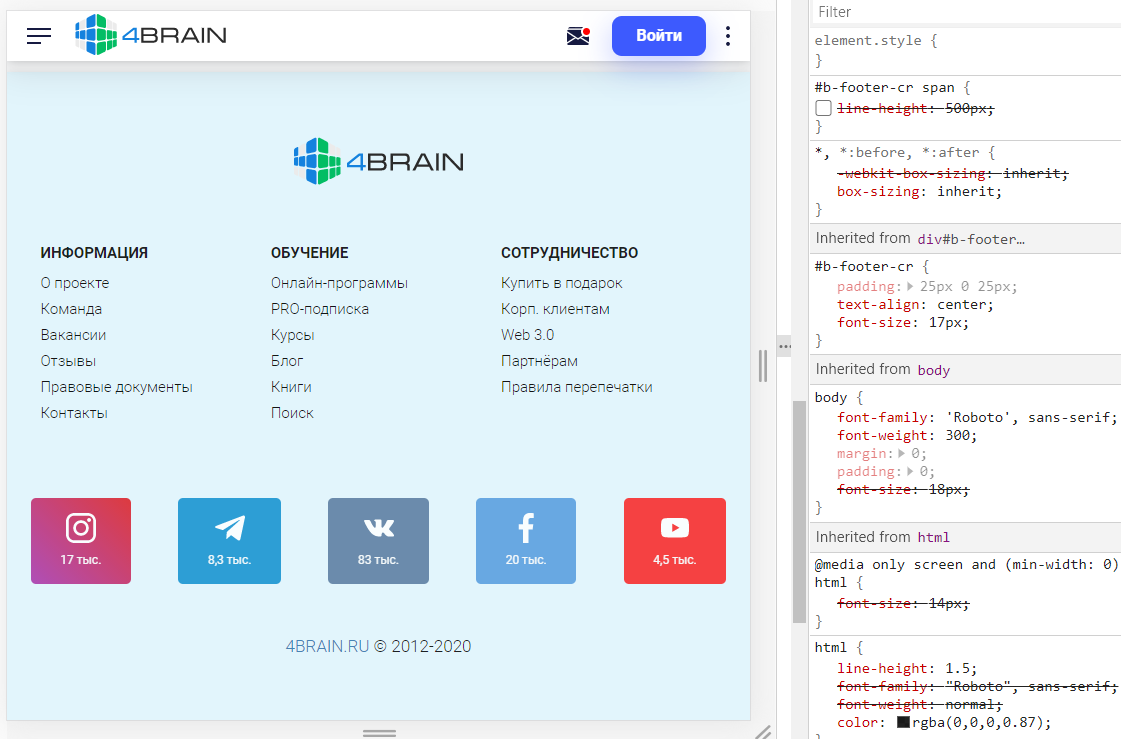 4BRAIN
Войти
4BRAIN
ИНФОРМАЦИЯ
О проекте
Команда
Вакансии
Отзывы
Правовые документы
Контакты
ОБУЧЕНИЕ
Онлайн-программы
PRO-подписка
Курсы
Блог
Книги
Поиск
СОТРУДНИЧЕСТВО
Купить в подарок
Корп. клиентам
Web 3.0
Партнёрам
Правила перепечатки
17 тыс.
8,3 тыс.
83 тыс.
20 тыс.
4,5 тыс.
4BRAIN.RU © 2012-2020
Filter
element.style {
}
#b-footer-cr span {
line-height: 500px;
}
*, *:before, *:after {
-webkit-box-sizing: inherit;
box-sizing: inherit;
}
Inherited from div#b-footer…
#b-footer-cr {
padding: 25px 0 25px;
text-align: center;
font-size: 17px;
}
Inherited from body
body {
font-family: 'Roboto', sans-serif;
font-weight: 300;
margin: 0;
padding: 0;
font-size: 18px;
}
Inherited from html
@media only screen and (min-width: 0)
html {
font-size: 14px;
}
html {
line-height: 1.5;
font-family: "Roboto", sans-serif;
font-weight: normal;
color: rgba(0,0,0,0.87);
}